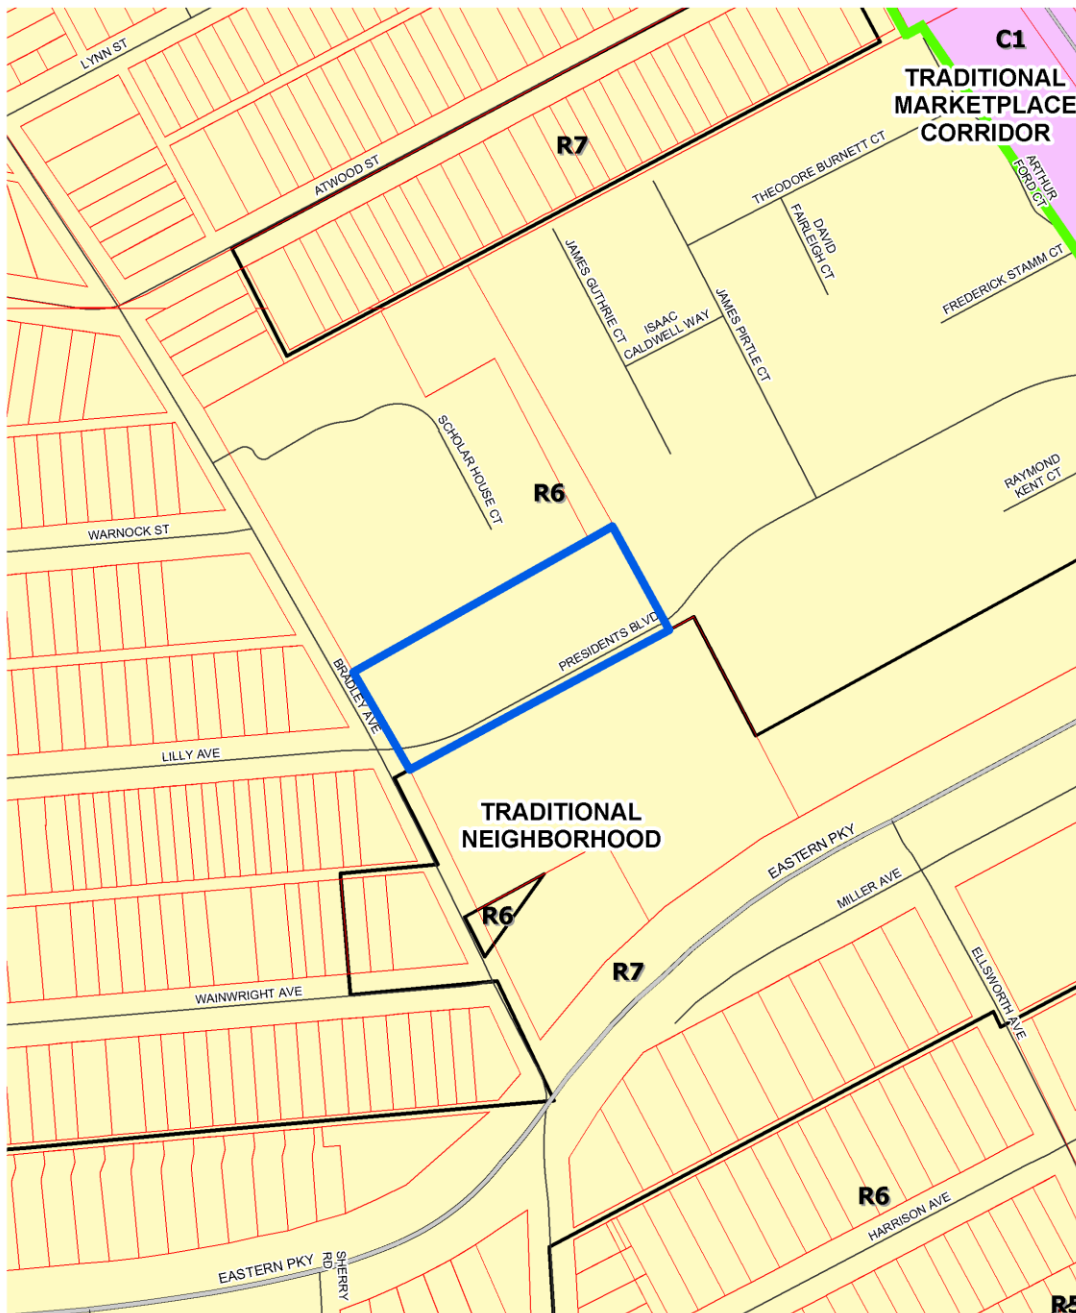 C1
LYNN ST
TRADITIONAL
MARKETPLACE
CORRIDOR
R7
ATWOOD ST
THEODORE BURNETT CT
ARTHUR
FORD CT
DAVID
FAIRLEIGH CT
JAMES GUTHRIE CT
FREDERICK STAMM CT
ISAAC
CALDWELL WAY
JAMES PIRTLE CT
SCHOLAR HOUSE CT
RAYMOND
KENT CT
R6
WARNOCK ST
PRESIDENTS BLVD
BRADLEY AVE
LILLY AVE
TRADITIONAL
NEIGHBORHOOD
EASTERN PKY
MILLER AVE
R6
R7
ELLSWORTH AVE
WAINWRIGHT AVE
R6
HARRISON AVE
EASTERN PKY
SHERRY
RD
R5